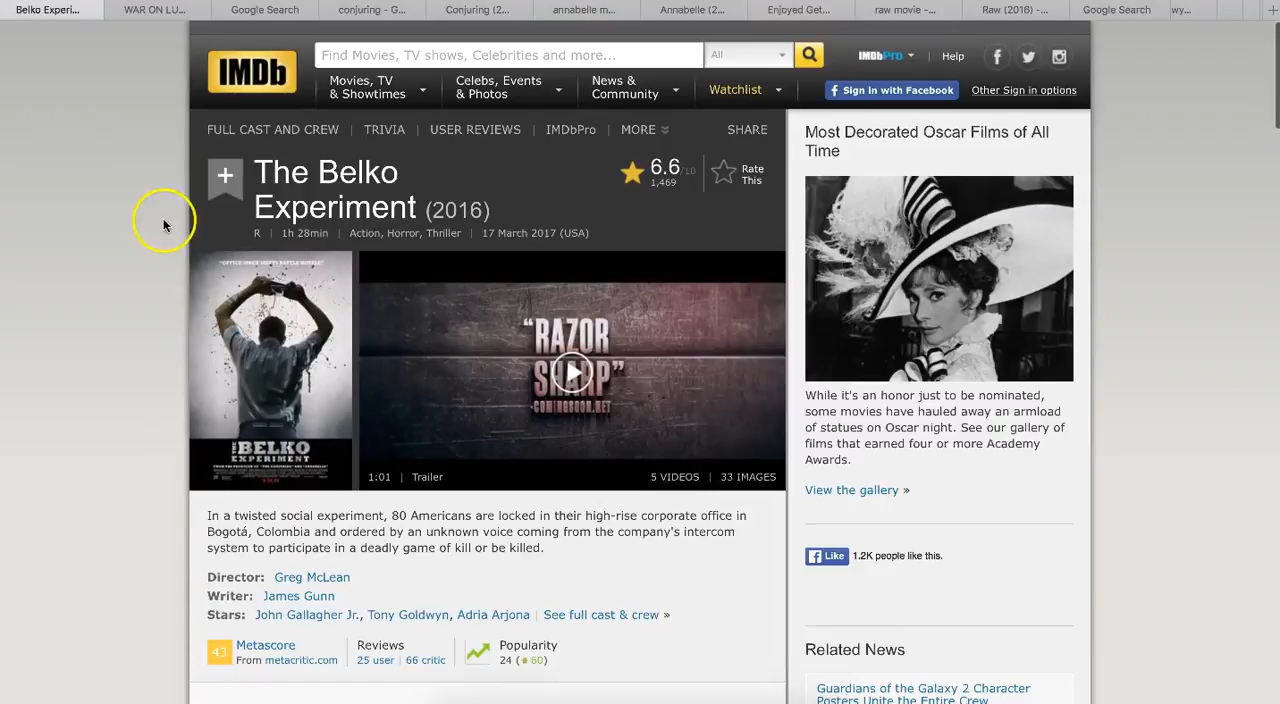 Belko Experi...
WAR ON LU...
Google Search
conjuring - G...
Conjuring (2...
annabelle m...
Annabelle (2...
Enjoyed Get...
raw movie -...
Raw (2016) -...
Google Search
wy...
IMDb
Find Movies, TV shows, Celebrities and more...
All
IMDbPro
Help
Movies, TV
& Showtimes
Celebs, Events
& Photos
News &
Community
Watchlist
Sign in with Facebook
Other Sign in options
FULL CAST AND CREW
TRIVIA
USER REVIEWS
IMDbPro
MORE
SHARE
The Belko
Experiment (2016)
6.6/10
1,469
Rate
This
R | 1h 28min | Action, Horror, Thriller | 17 March 2017 (USA)
BELKO
EXPERIMENT
"RAZOR
SHARP"
-COMINGSOON.NET
1:01 | Trailer
5 VIDEOS | 33 IMAGES
In a twisted social experiment, 80 Americans are locked in their high-rise corporate office in
Bogotá, Colombia and ordered by an unknown voice coming from the company's intercom
system to participate in a deadly game of kill or be killed.
Director: Greg McLean
Writer: James Gunn
Stars: John Gallagher Jr., Tony Goldwyn, Adria Arjona | See full cast & crew »
43
Metascore
From metacritic.com
Reviews
25 user | 66 critic
Popularity
24 (60)
Most Decorated Oscar Films of All
Time
While it's an honor just to be nominated,
some movies have hauled away an armload
of statues on Oscar night. See our gallery of
films that earned four or more Academy
Awards.
View the gallery »
Like
1.2K people like this.
Related News
Guardians of the Galaxy 2 Character
Posters Unite the Entire Crew